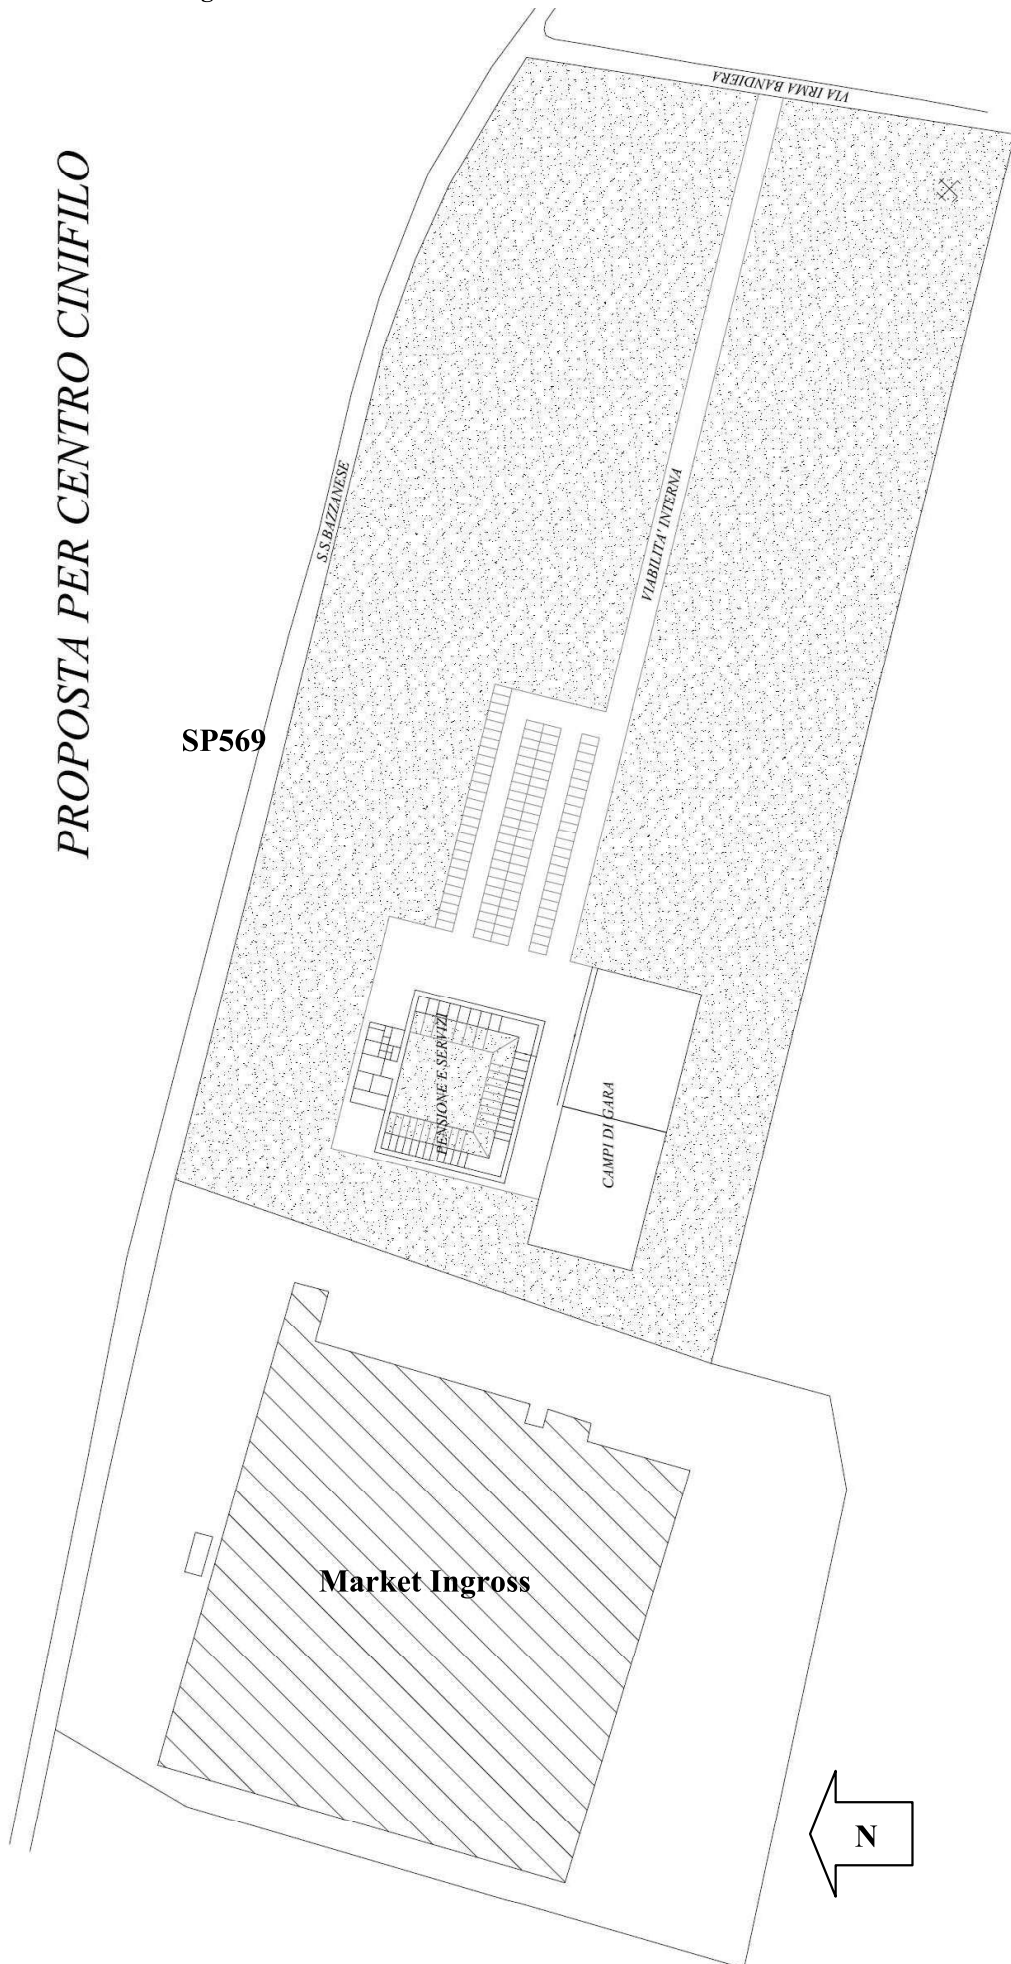 VIA IRMA BANDIERA
PROPOSTA PER CENTRO CINIFILO
S.S.BAZZANESE
VIABILITA' INTERNA
SP569
PENSIONE E SERVIZI
CAMPI DI GARA
Market Ingross
N